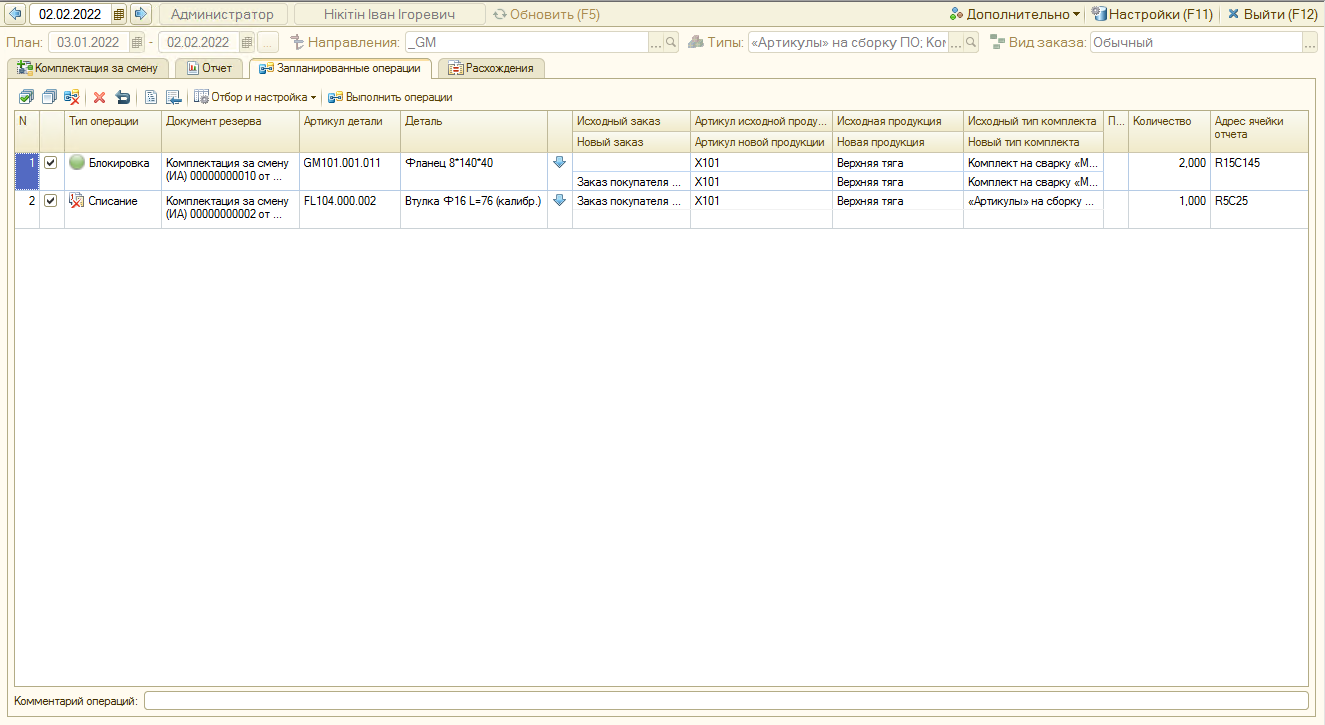 02.02.2022 Администратор Нікітін Іван Ігоревич Обновить (F5) Дополнительно Настройки (F11) Выйти (F12)
План: 03.01.2022 - 02.02.2022 ... Направления: _GM ... Типы: «Артикулы» на сборку ПО; Ком ... Вид заказа: Обычный ...
Комплектация за смену Отчет Запланированные операции Расхождения
Отбор и настройка Выполнить операции
N Тип операции Документ резерва Артикул детали Деталь Исходный заказ Артикул исходной проду... Исходная продукция Исходный тип комплекта П... Количество Адрес ячейки отчета
Новый заказ Артикул новой продукции Новая продукция Новый тип комплекта
1 Блокировка Комплектация за смену GM101.001.011 Фланец 8*140*40 X101 Верхняя тяга Комплект на сварку «М... 2,000 R15C145
(ИА) 00000000010 от ... Заказ покупателя ... X101 Верхняя тяга Комплект на сварку «М...
2 Списание Комплектация за смену FL104.000.002 Втулка Ф16 L=76 (калибр.) Заказ покупателя ... X101 Верхняя тяга «Артикулы» на сборку ... 1,000 R5C25
(ИА) 00000000002 от ...
Комментарий операций: